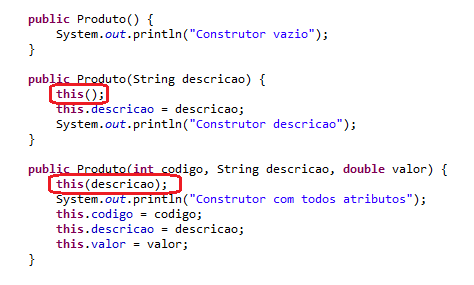 public Produto() {
System.out.println("Construtor vazio");
}
public Produto(String descricao) {
this();
this.descricao = descricao;
System.out.println("Construtor descricao");
}
public Produto(int codigo, String descricao, double valor) {
this(descricao);
System.out.println("Construtor com todos atributos");
this.codigo = codigo;
this.descricao = descricao;
this.valor = valor;
}